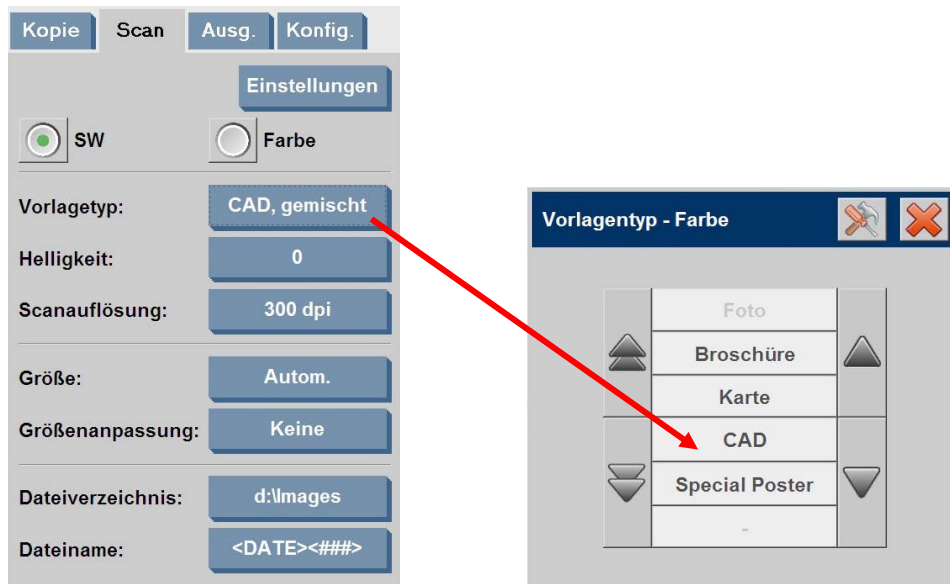 Kopie Scan Ausg. Konfig.
Einstellungen
SW Farbe
Vorlagetyp: CAD, gemischt
Helligkeit: 0
Scanauflösung: 300 dpi
Größe: Autom.
Größenanpassung: Keine
Dateiverzeichnis: d:\Images
Dateiname: <DATE><###>
Vorlagentyp - Farbe
Foto
Broschüre
Karte
CAD
Special Poster
-